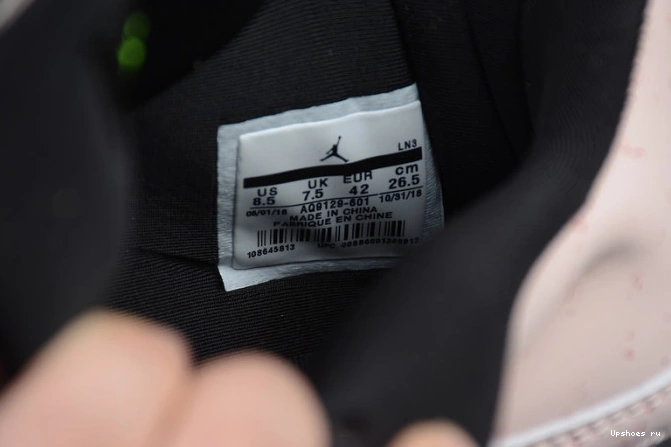 LN3
US UK EUR cm
8.5 7.5 42 26.5
08/01/18 AQ9129-601 10/31/18
MADE IN CHINA
FABRIQUE EN CHINE
108645813 UPC
Upshoes ru